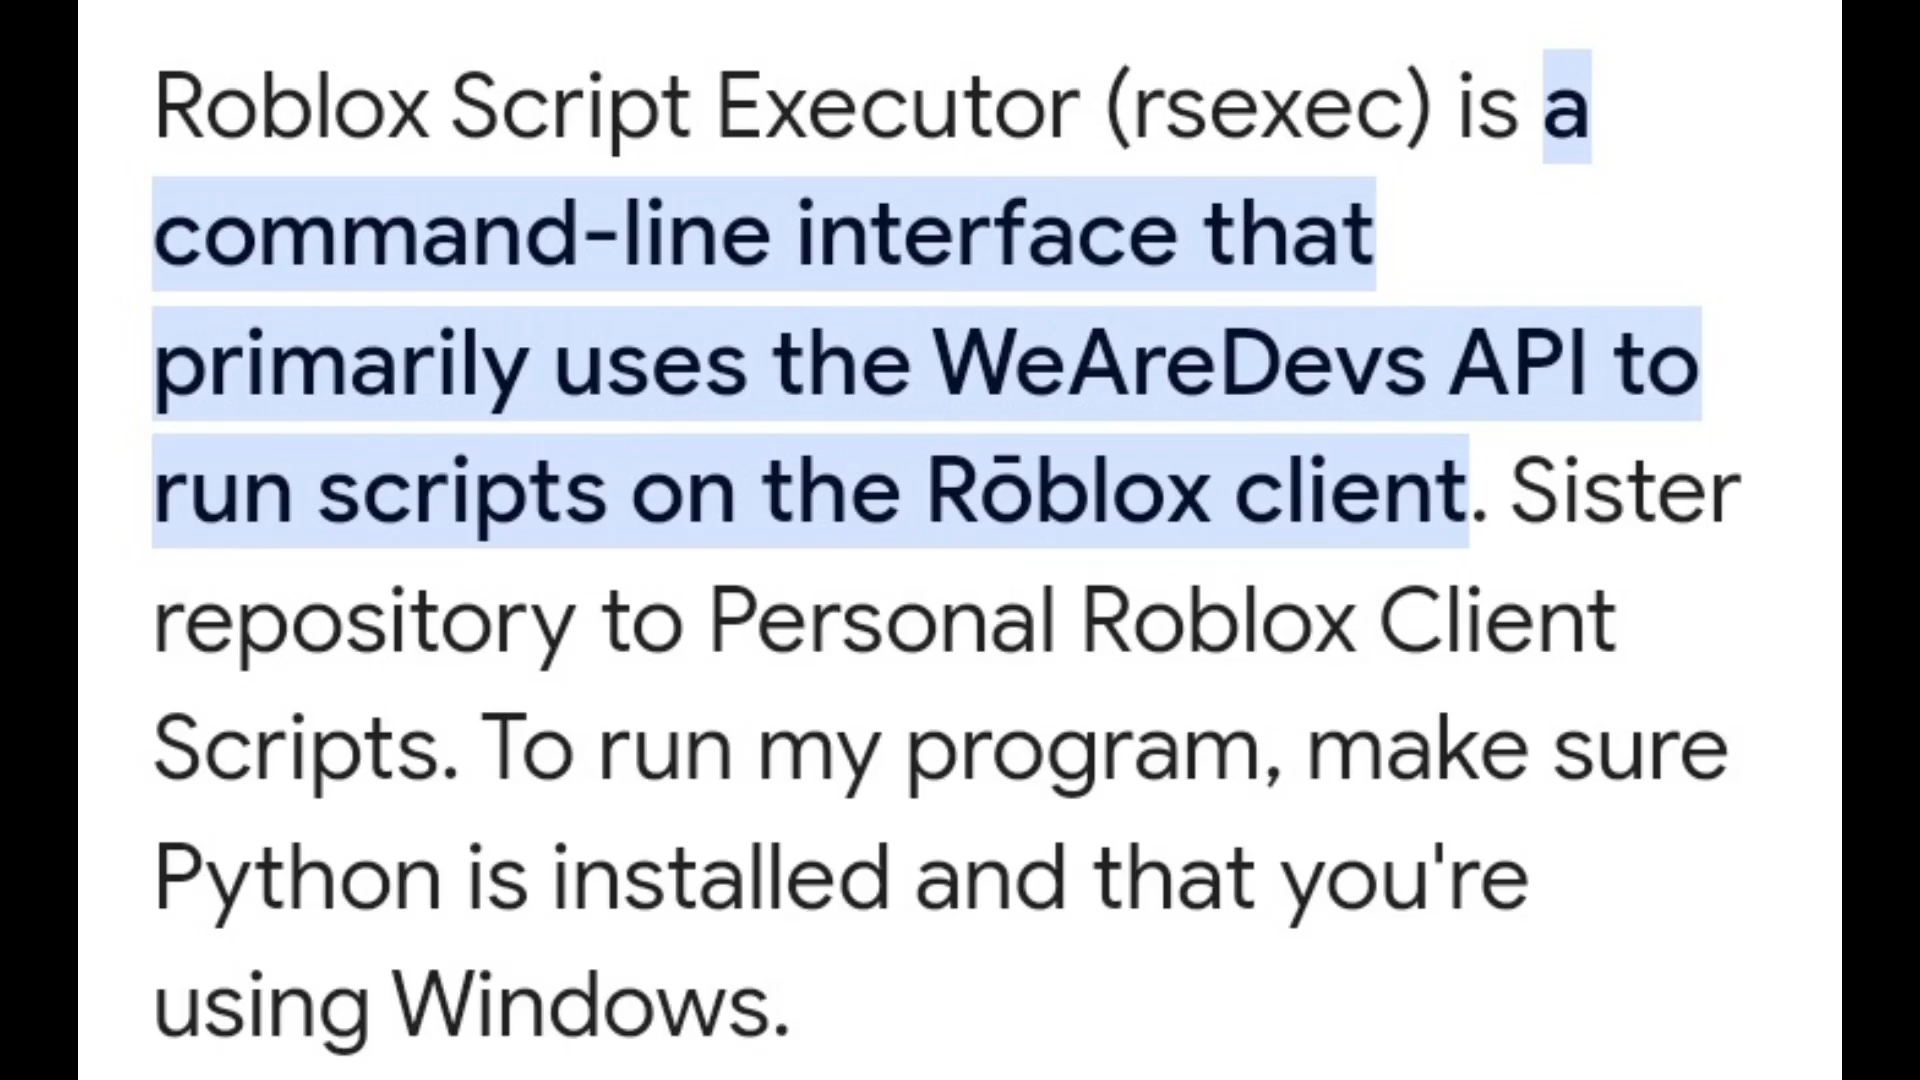 Roblox Script Executor (rsexec) is a
command-line interface that
primarily uses the WeAreDevs API to
run scripts on the Rōblox client. Sister
repository to Personal Roblox Client
Scripts. To run my program, make sure
Python is installed and that you're
using Windows.